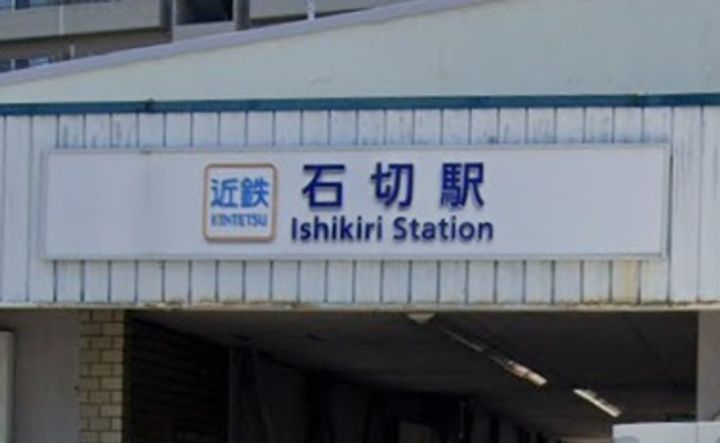 近鉄
KINTETSU
石切駅
Ishikiri Station